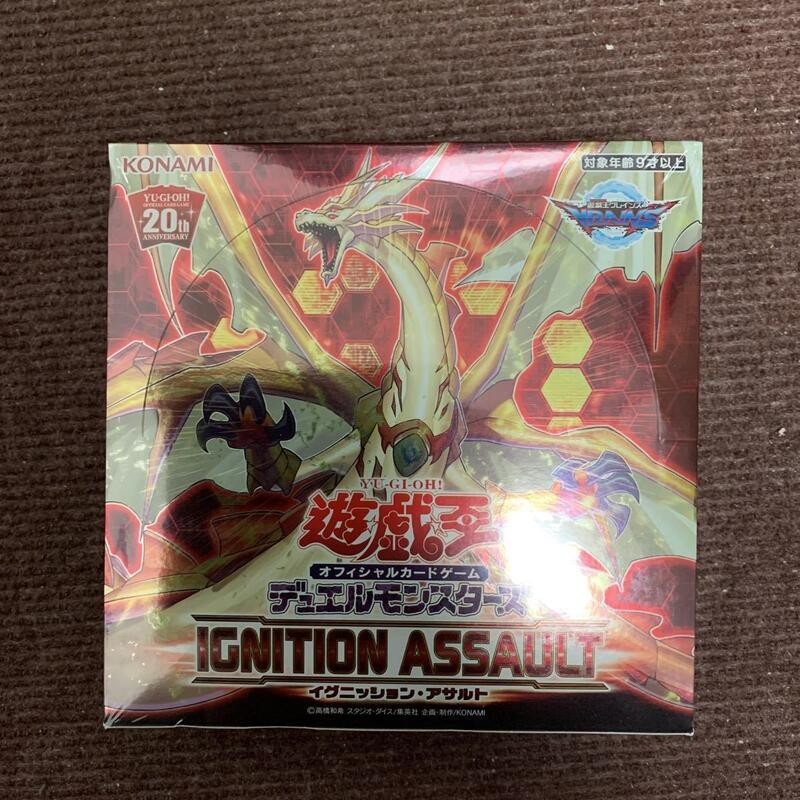 KONAMI
対象年齢9才以上
YU-GI-OH!
OFFICIAL CARD GAME
20th
ANNIVERSARY
遊戯王ヴレインズ
VRAINS
YU-GI-OH!
遊戯王
オフィシャルカードゲーム
デュエルモンスターズ
IGNITION ASSAULT
イグニッション・アサルト
©高橋和希 スタジオ・ダイス/集英社 企画・制作/KONAMI